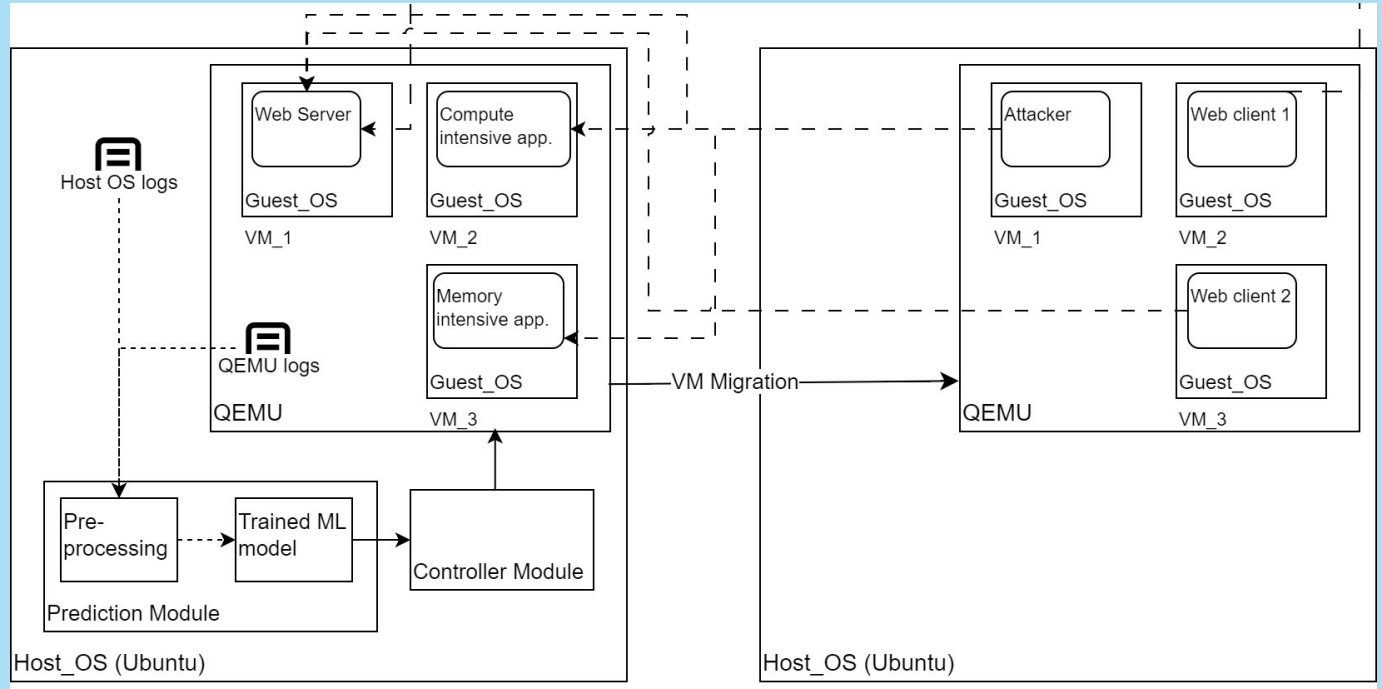 Web Server
Compute
intensive app.
Attacker
Web client 1
Host OS logs
Guest_OS
Guest_OS
Guest_OS
Guest_OS
VM_1
VM_2
VM_1
VM_2
Memory
intensive app.
Web client 2
QEMU logs
Guest_OS
VM Migration
Guest_OS
QEMU
VM_3
QEMU
VM_3
Pre-
processing
Trained ML
model
Controller Module
Prediction Module
Host_OS (Ubuntu)
Host_OS (Ubuntu)